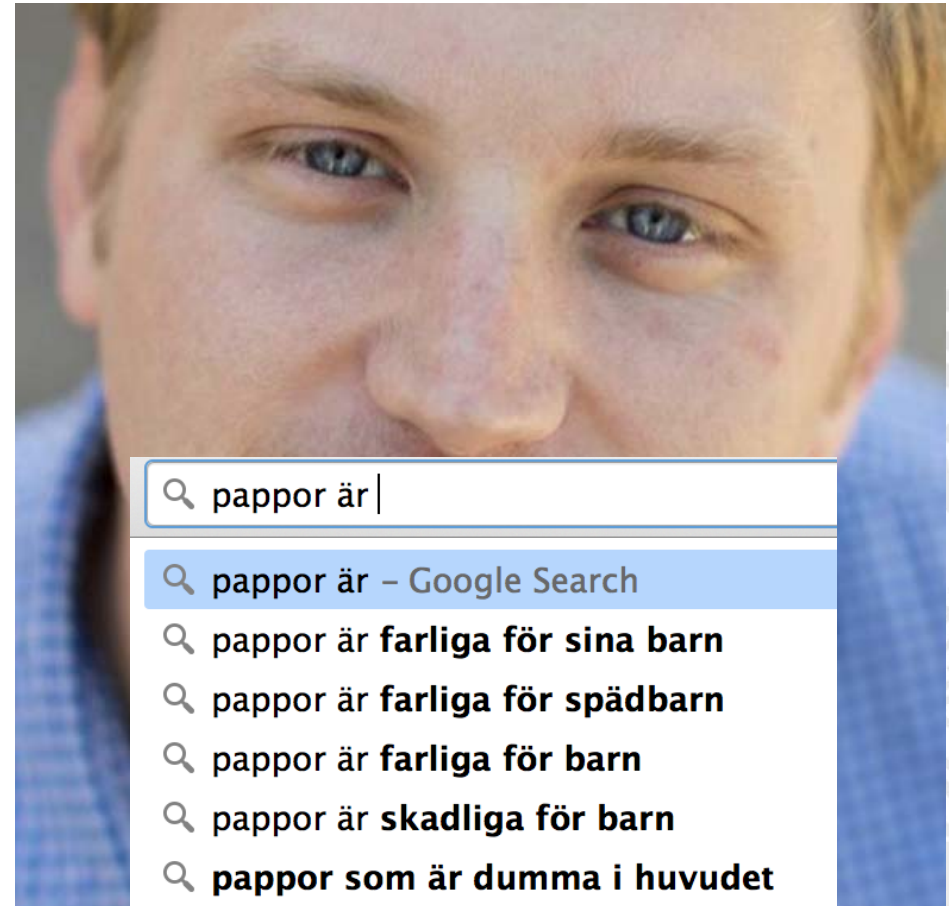 pappor är
pappor är – Google Search
pappor är farliga för sina barn
pappor är farliga för spädbarn
pappor är farliga för barn
pappor är skadliga för barn
pappor som är dumma i huvudet